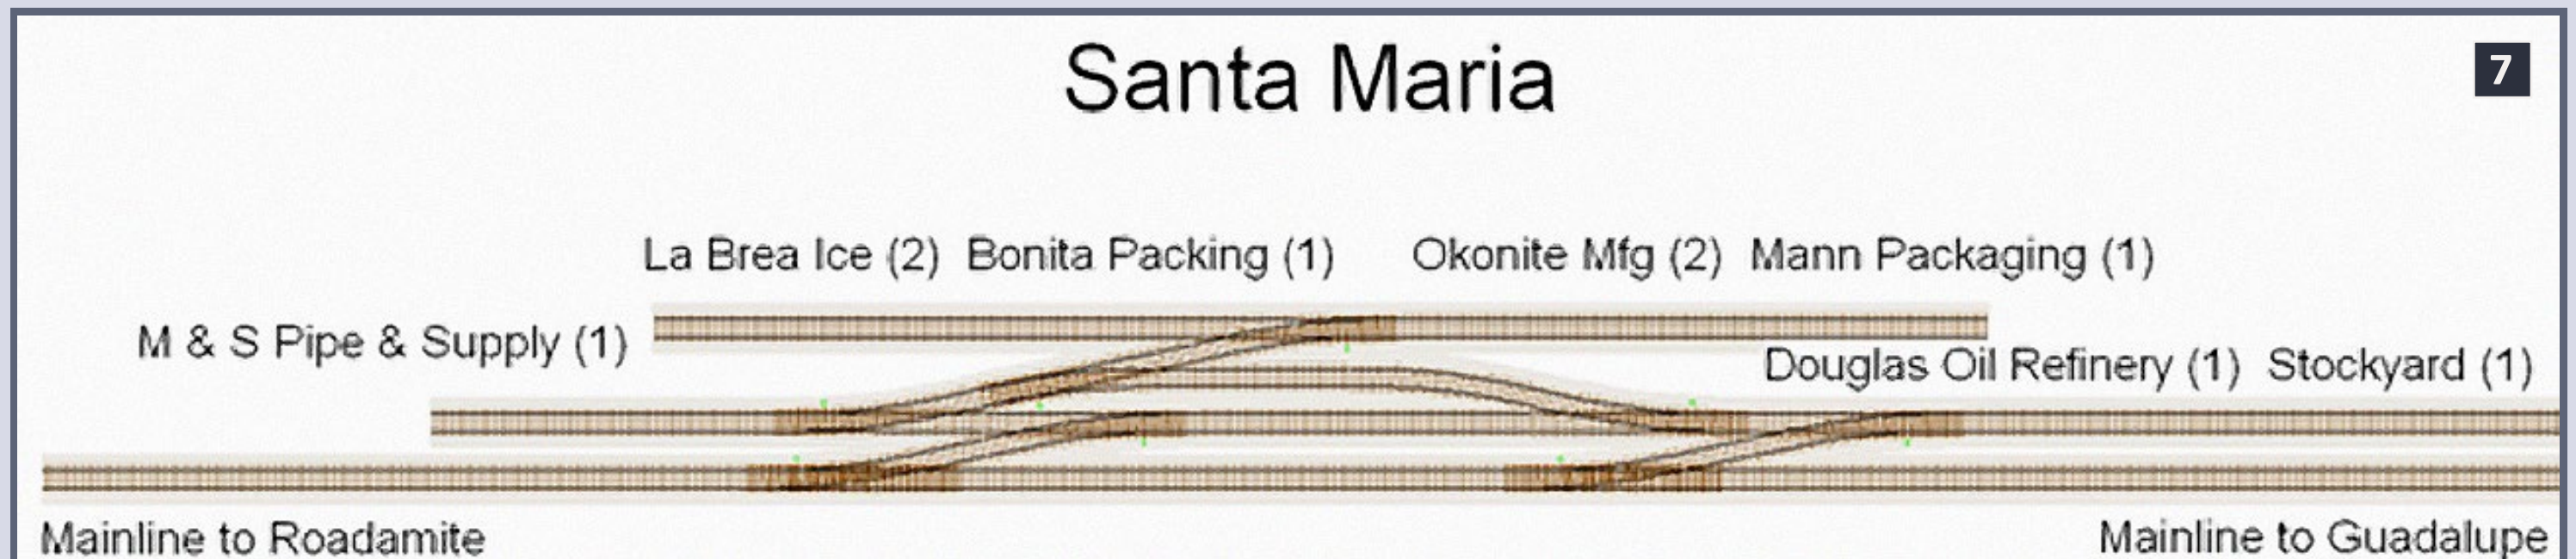 Santa Maria
7
La Brea Ice (2) Bonita Packing (1) Okonite Mfg (2) Mann Packaging (1)
M & S Pipe & Supply (1)
Douglas Oil Refinery (1) Stockyard (1)
Mainline to Roadamite
Mainline to Guadalupe